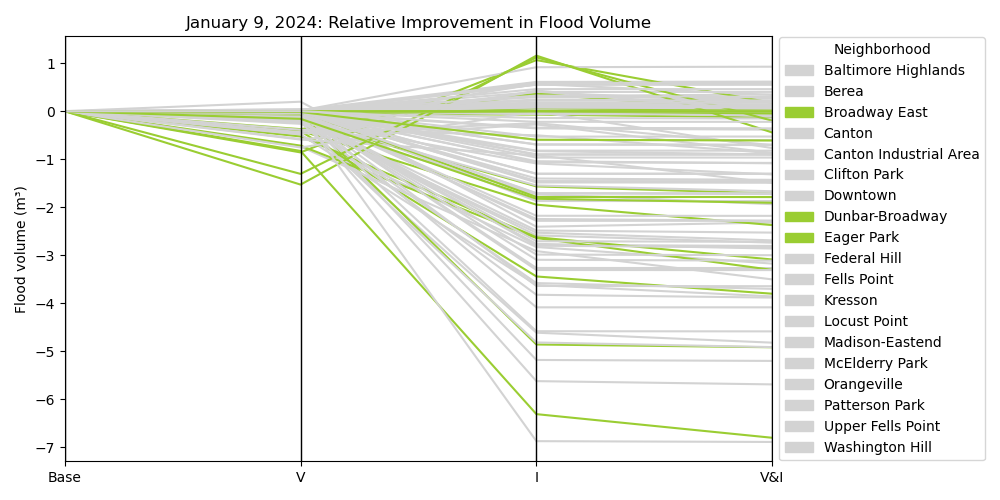 January 9, 2024: Relative Improvement in Flood Volume
Flood volume (m³)
1
0
−1
−2
−3
−4
−5
−6
−7
Base
V
I
V&I
Neighborhood
Baltimore Highlands
Berea
Broadway East
Canton
Canton Industrial Area
Clifton Park
Downtown
Dunbar-Broadway
Eager Park
Federal Hill
Fells Point
Kresson
Locust Point
Madison-Eastend
McElderry Park
Orangeville
Patterson Park
Upper Fells Point
Washington Hill